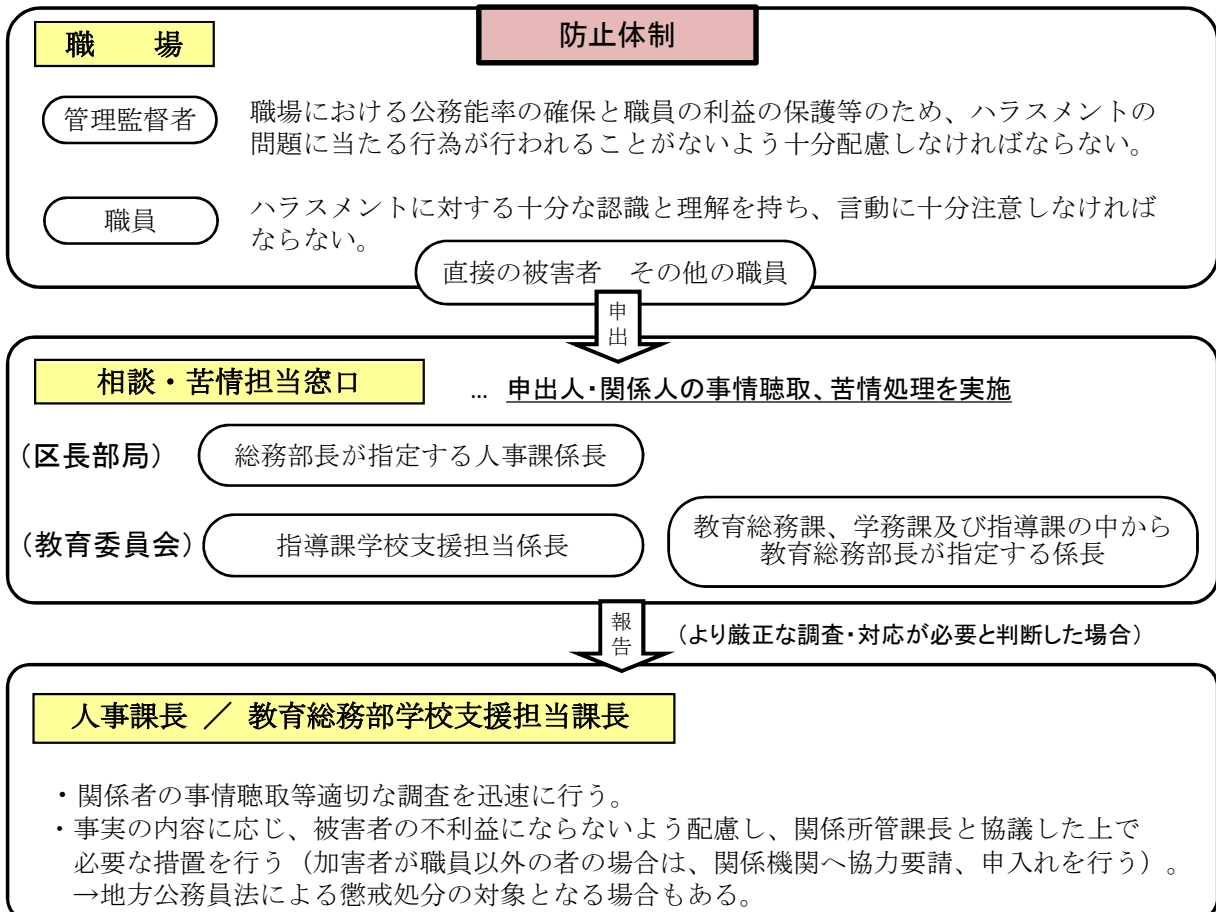 防止体制
職　場
管理監督者
職場における公務能率の確保と職員の利益の保護等のため、ハラスメントの
問題に当たる行為が行われることがないよう十分配慮しなければならない。
職員
ハラスメントに対する十分な認識と理解を持ち、言動に十分注意しなければ
ならない。
直接の被害者　その他の職員
申出
相談・苦情担当窓口
… 申出人・関係人の事情聴取、苦情処理を実施
（区長部局）
総務部長が指定する人事課係長
（教育委員会）
指導課学校支援担当係長
教育総務課、学務課及び指導課の中から
教育総務部長が指定する係長
報告
（より厳正な調査・対応が必要と判断した場合）
人事課長 ／ 教育総務部学校支援担当課長
・関係者の事情聴取等適切な調査を迅速に行う。
・事実の内容に応じ、被害者の不利益にならないよう配慮し、関係所管課長と協議した上で
必要な措置を行う（加害者が職員以外の者の場合は、関係機関へ協力要請、申入れを行う）。
→地方公務員法による懲戒処分の対象となる場合もある。